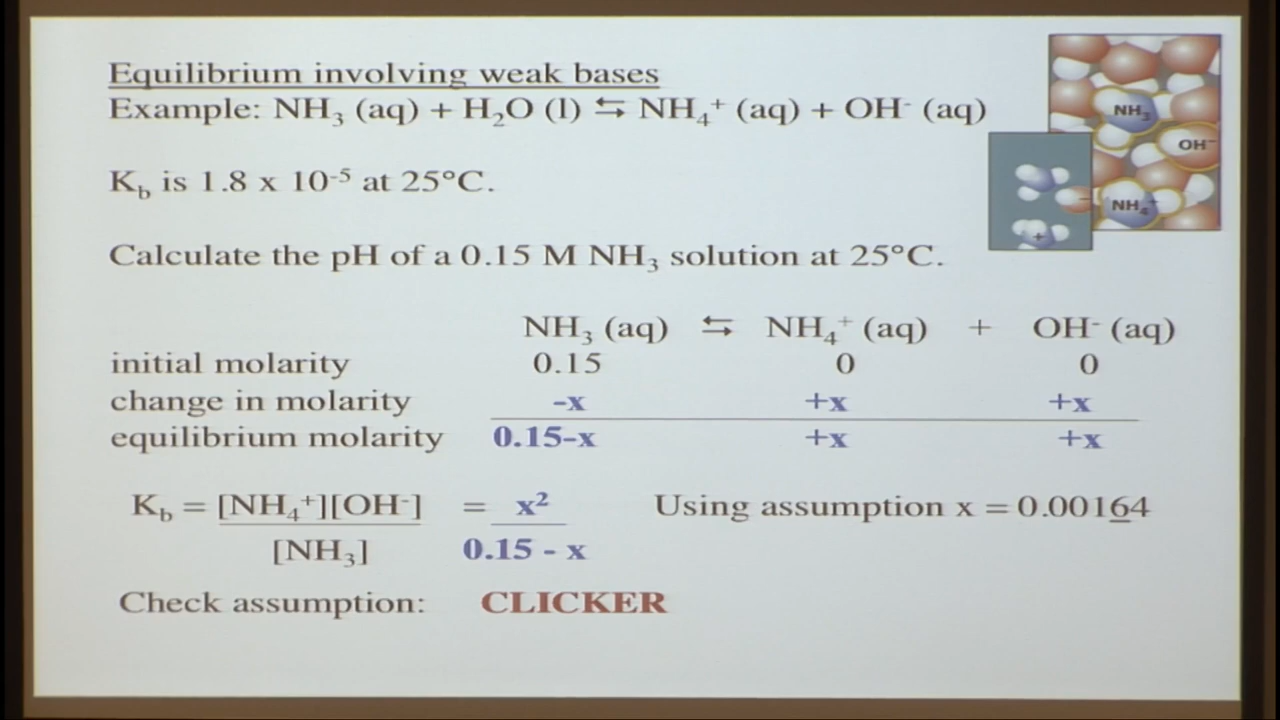 Equilibrium involving weak bases
Example: NH₃ (aq) + H₂O (l) ⇆ NH₄⁺ (aq) + OH⁻ (aq)
NH₃
OH⁻
NH₄⁺
K_b is 1.8 x 10⁻⁵ at 25°C.
Calculate the pH of a 0.15 M NH₃ solution at 25°C.
NH₃ (aq) ⇆ NH₄⁺ (aq) + OH⁻ (aq)
initial molarity 0.15 0 0
change in molarity -x +x +x
equilibrium molarity 0.15-x +x +x
K_b = [NH₄⁺][OH⁻] = x² Using assumption x = 0.00164
[NH₃] 0.15 - x
Check assumption: CLICKER